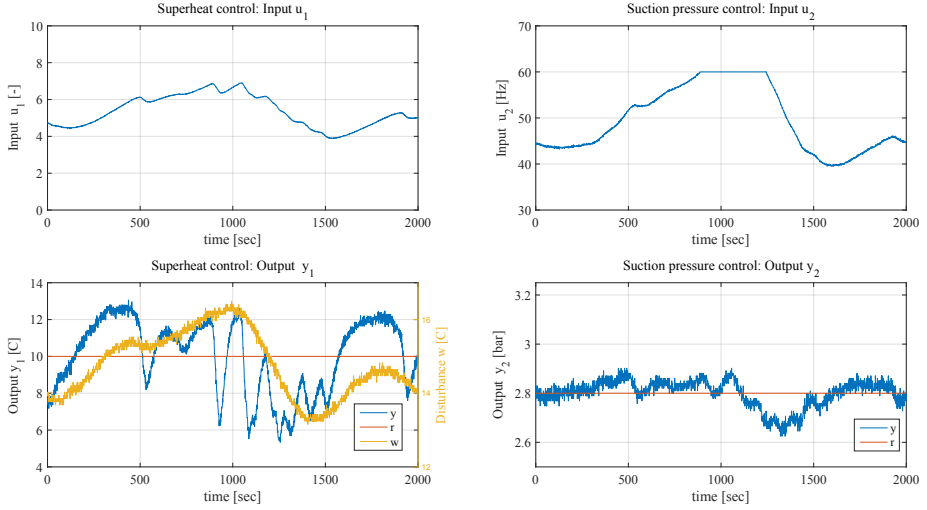 Superheat control: Input u1
10
8
6
4
2
0
Input u1 [-]
0 500 1000 1500 2000
time [sec]
Suction pressure control: Input u2
70
60
50
40
30
Input u2 [Hz]
0 500 1000 1500 2000
time [sec]
Superheat control: Output y1
14
12
10
8
6
4
Output y1 [C]
16
14
12
Disturbance w [C]
y
r
w
0 500 1000 1500 2000
time [sec]
Suction pressure control: Output y2
3.2
3
2.8
2.6
Output y2 [bar]
y
r
0 500 1000 1500 2000
time [sec]